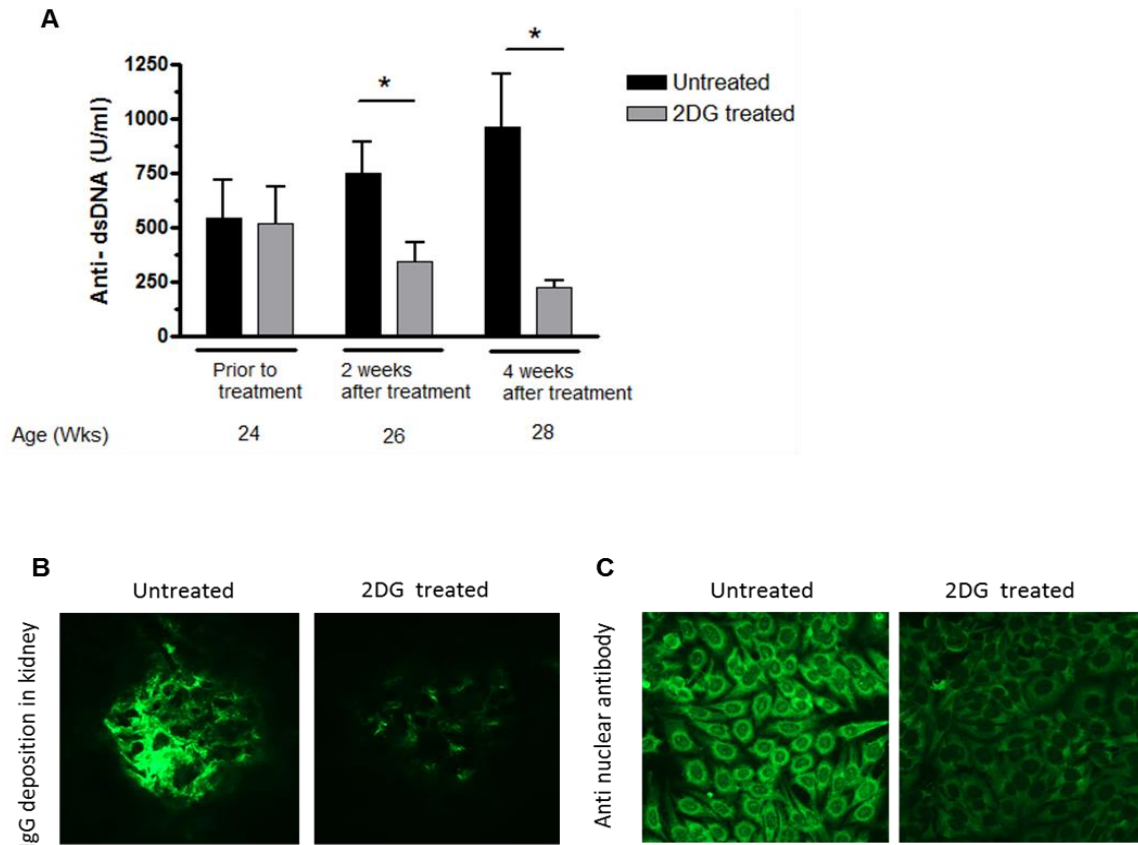 A
*
*
1250
1000
750
500
250
0
Anti- dsDNA (U/ml)
Untreated
2DG treated
Prior to
treatment
2 weeks
after treatment
4 weeks
after treatment
Age (Wks) 24 26 28
B
Untreated 2DG treated
gG deposition in kidney
C
Untreated 2DG treated
Anti nuclear antibody